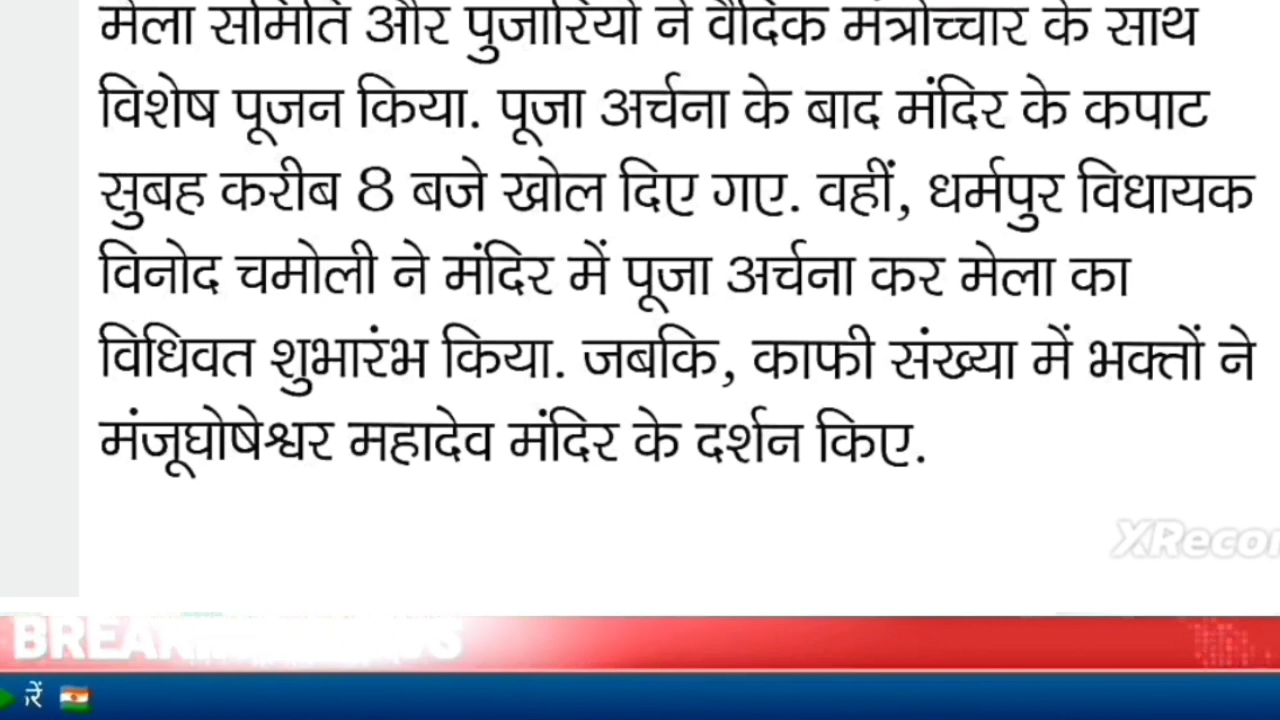 मेला समिति और पुजारियों ने वैदिक मंत्रोच्चार के साथ
विशेष पूजन किया. पूजा अर्चना के बाद मंदिर के कपाट
सुबह करीब 8 बजे खोल दिए गए. वहीं, धर्मपुर विधायक
विनोद चमोली ने मंदिर में पूजा अर्चना कर मेला का
विधिवत शुभारंभ किया. जबकि, काफी संख्या में भक्तों ने
मंजूघोषेश्वर महादेव मंदिर के दर्शन किए.
XRecor